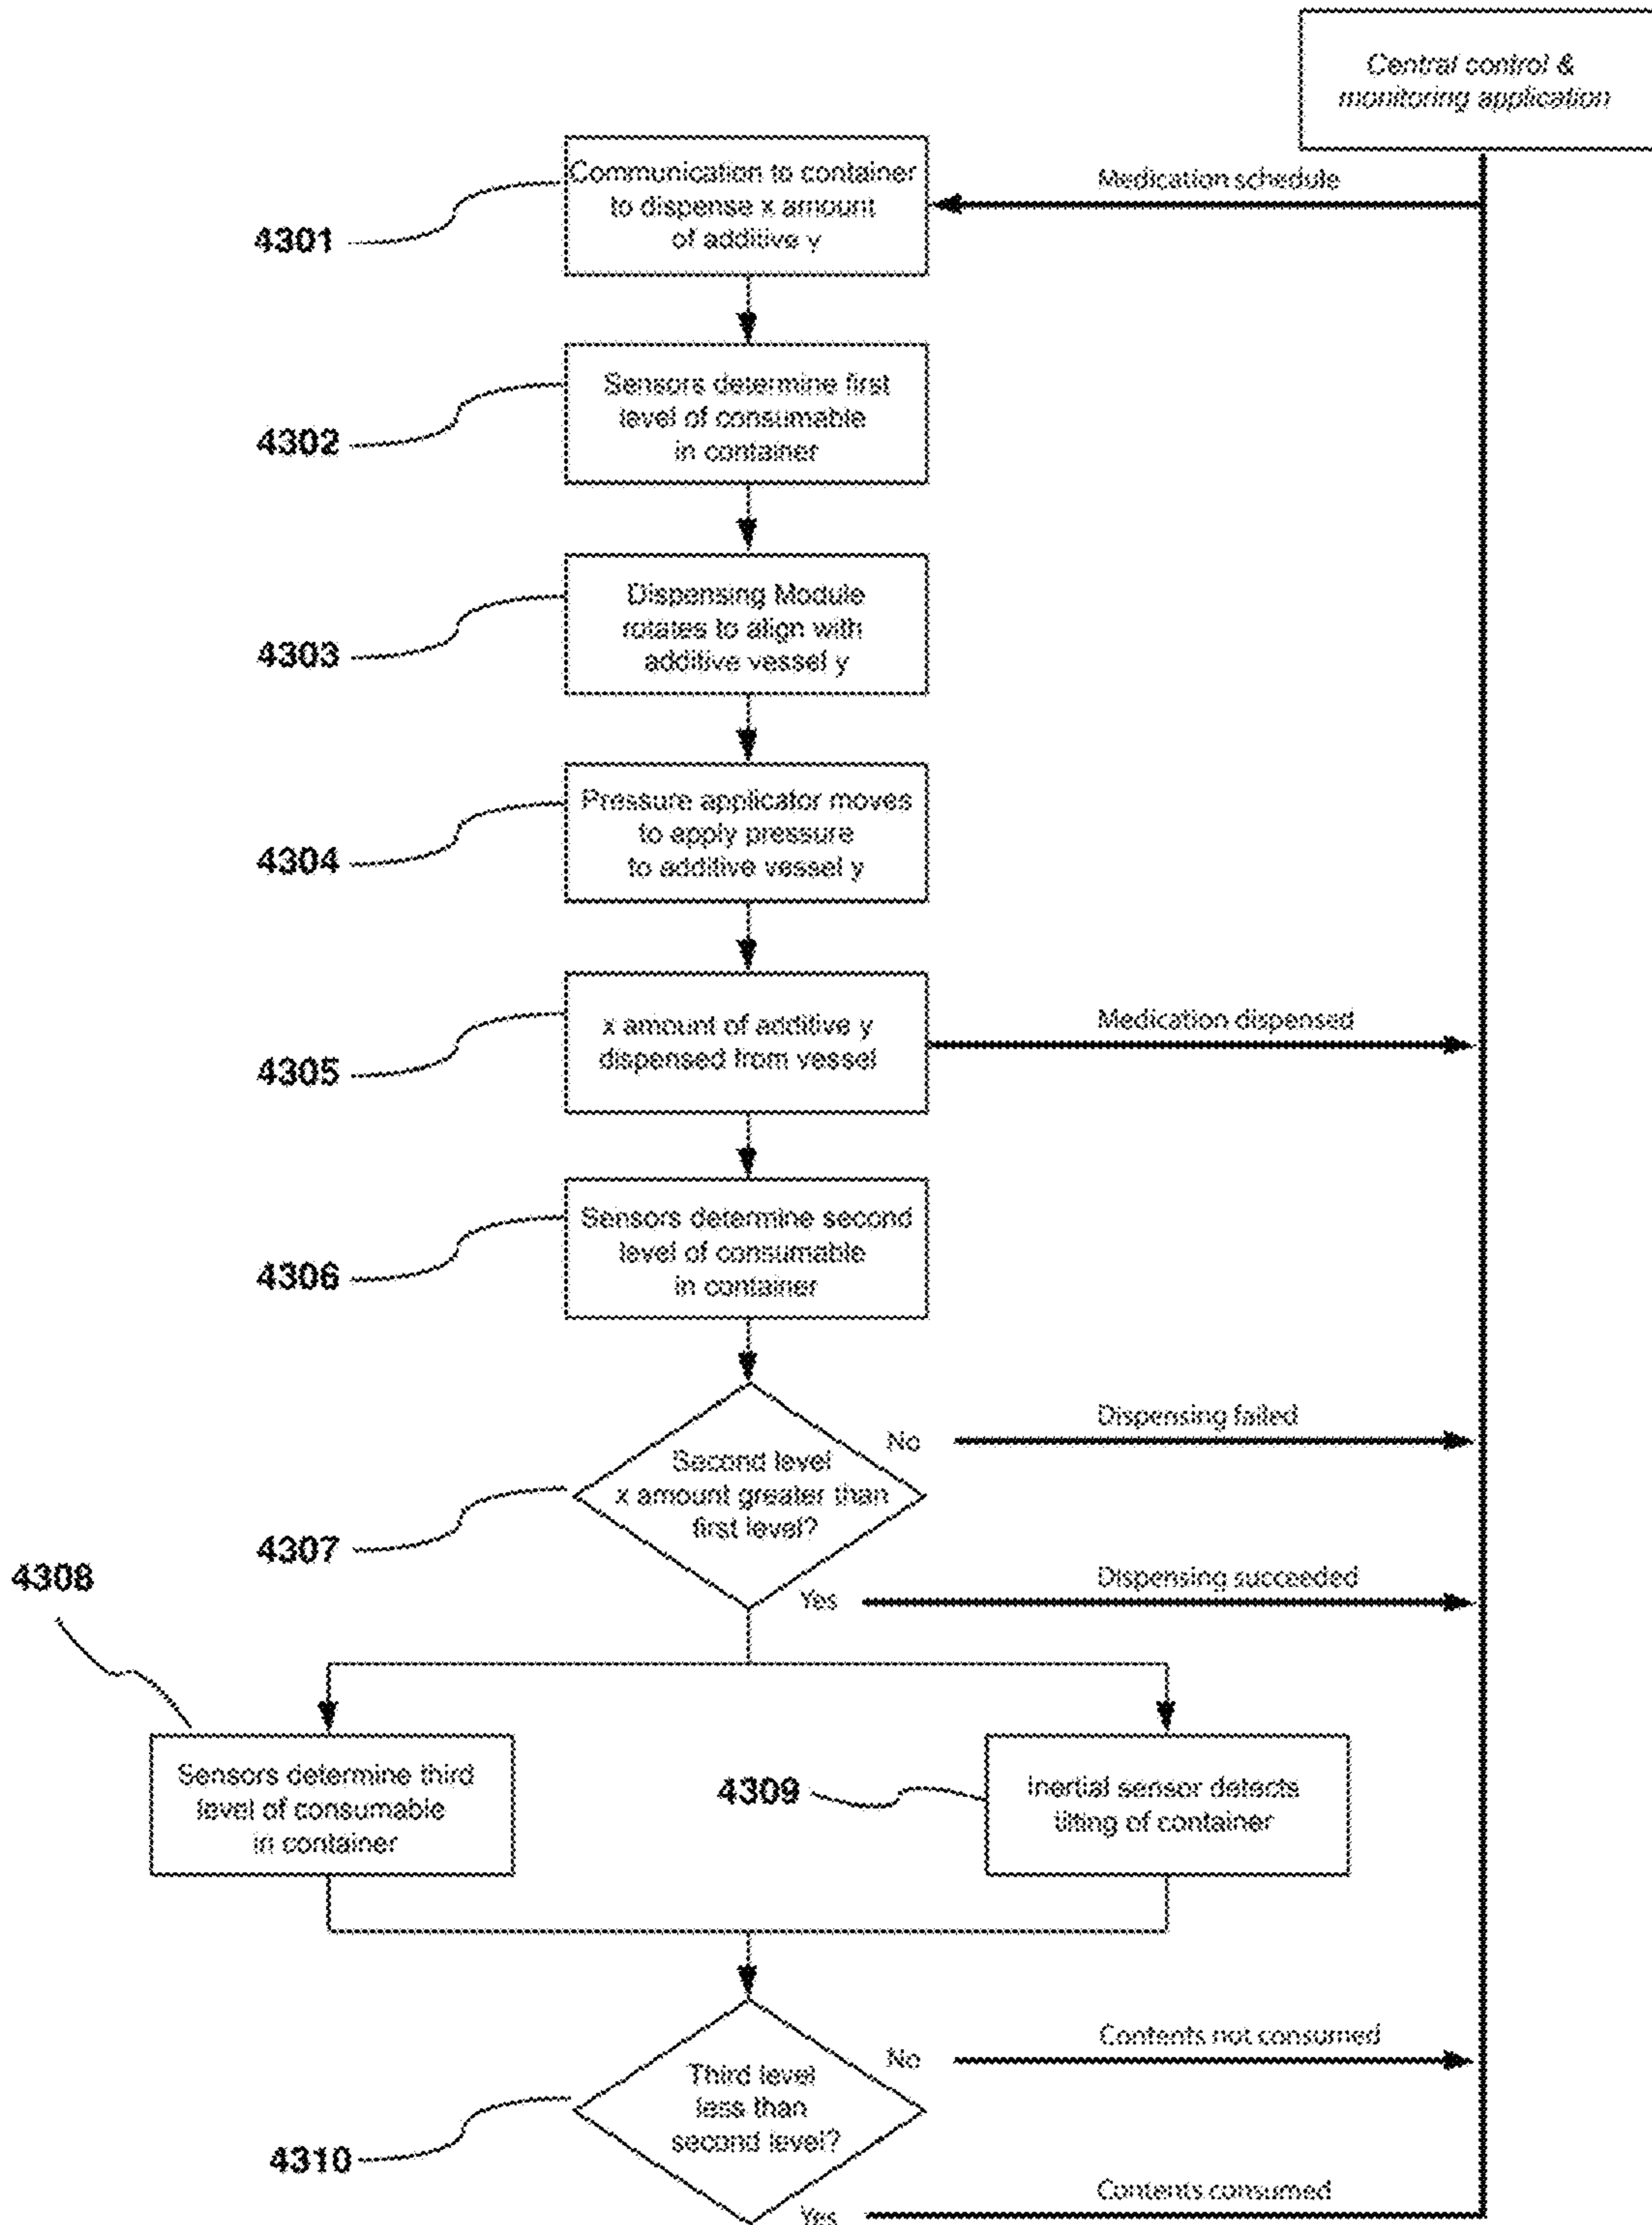 Central control &
monitoring application
Medication schedule
Communication to container
to dispense x amount
of additive y
4301
Sensors determine first
level of consumable
in container
4302
Dispensing Module
rotates to align with
additive vessel y
4303
Pressure applicator moves
to apply pressure
to additive vessel y
4304
x amount of additive y
dispensed from vessel
Medication dispensed
4305
Sensors determine second
level of consumable
in container
4306
No
Dispensing failed
Second level
x amount greater than
first level?
4307
Yes
Dispensing succeeded
4308
Sensors determine third
level of consumable
in container
4309
Inertial sensor detects
tilting of container
No
Contents not consumed
Third level
less than
second level?
4310
Yes
Contents consumed